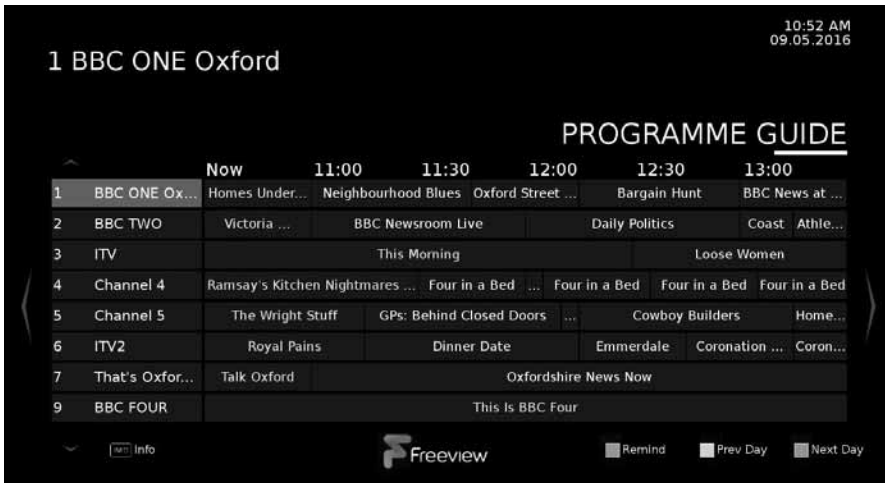 10:52 AM
09.05.2016
1 BBC ONE Oxford
PROGRAMME GUIDE
Now 11:00 11:30 12:00 12:30 13:00
1 BBC ONE Ox... Homes Under... Neighbourhood Blues Oxford Street ... Bargain Hunt BBC News at ...
2 BBC TWO Victoria ... BBC Newsroom Live Daily Politics Coast Athle...
3 ITV This Morning Loose Women
4 Channel 4 Ramsay's Kitchen Nightmares ... Four in a Bed ... Four in a Bed Four in a Bed Four in a Bed
5 Channel 5 The Wright Stuff GPs: Behind Closed Doors ... Cowboy Builders Home...
6 ITV2 Royal Pains Dinner Date Emmerdale Coronation ... Coron...
7 That's Oxfor... Talk Oxford Oxfordshire News Now
9 BBC FOUR This Is BBC Four
Info Freeview Remind Prev Day Next Day